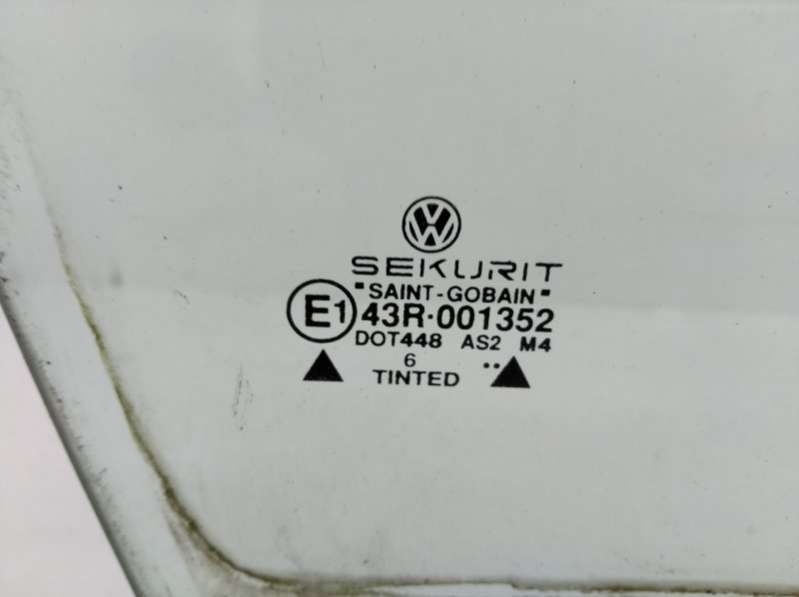 SEKURIT
"SAINT-GOBAIN"
E1 43R·001352
DOT448 AS2 M4
6 ··
TINTED